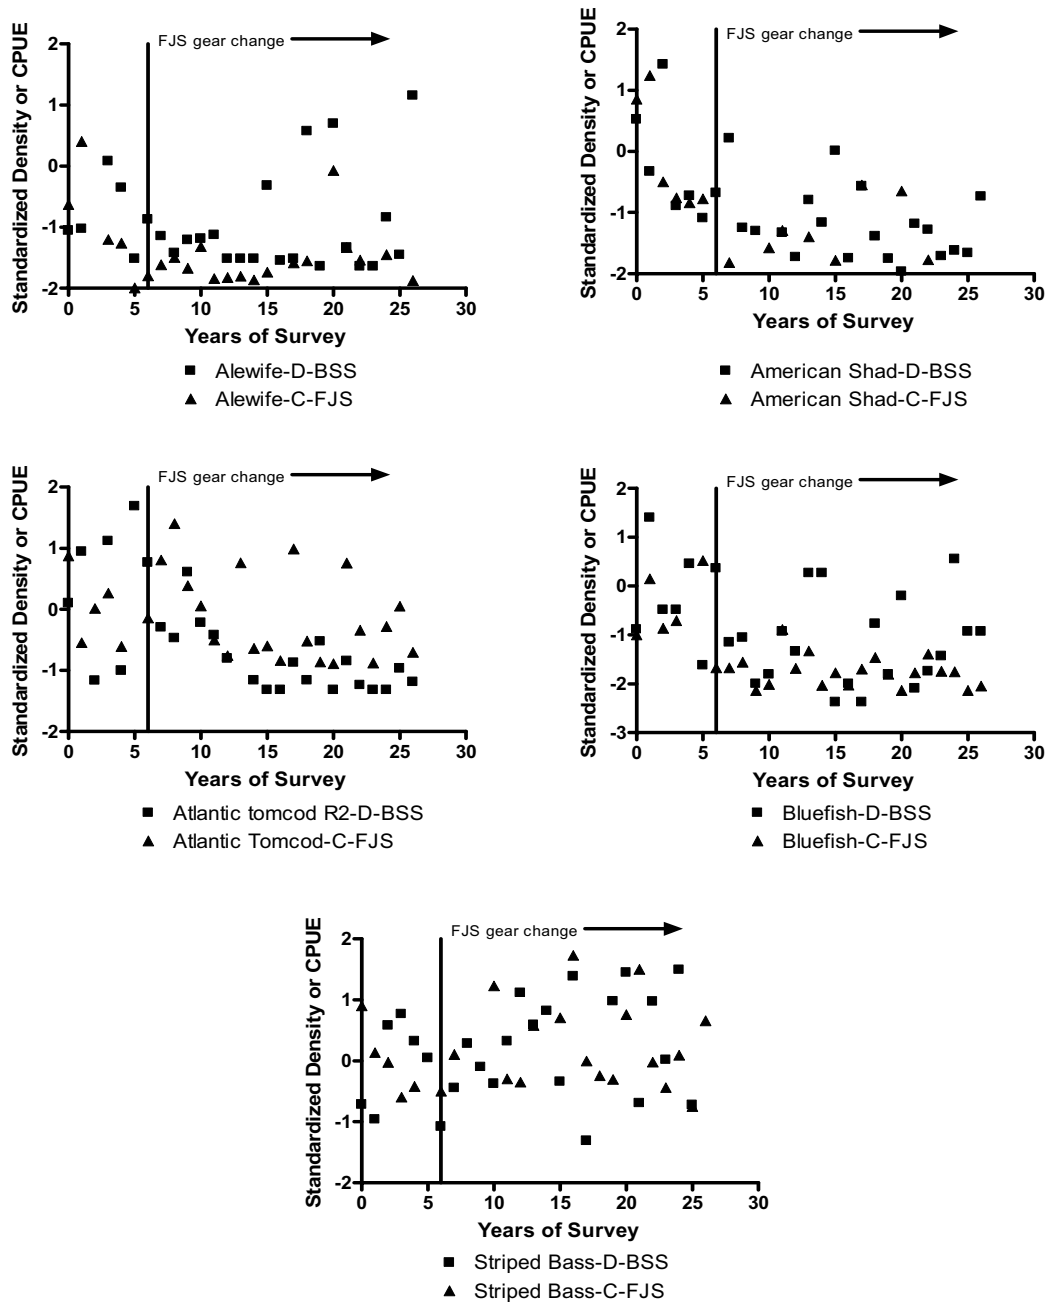 FJS gear change
Standardized Density or CPUE
2
1
0
-1
-2
0 5 10 15 20 25 30
Years of Survey
Alewife-D-BSS
Alewife-C-FJS
FJS gear change
Standardized Density or CPUE
2
1
0
-1
-2
0 5 10 15 20 25 30
Years of Survey
American Shad-D-BSS
American Shad-C-FJS
FJS gear change
Standardized Density or CPUE
2
1
0
-1
-2
0 5 10 15 20 25 30
Years of Survey
Atlantic tomcod R2-D-BSS
Atlantic Tomcod-C-FJS
FJS gear change
Standardized Density or CPUE
2
1
0
-1
-2
-3
0 5 10 15 20 25 30
Years of Survey
Bluefish-D-BSS
Bluefish-C-FJS
FJS gear change
Standardized Density or CPUE
2
1
0
-1
-2
0 5 10 15 20 25 30
Years of Survey
Striped Bass-D-BSS
Striped Bass-C-FJS